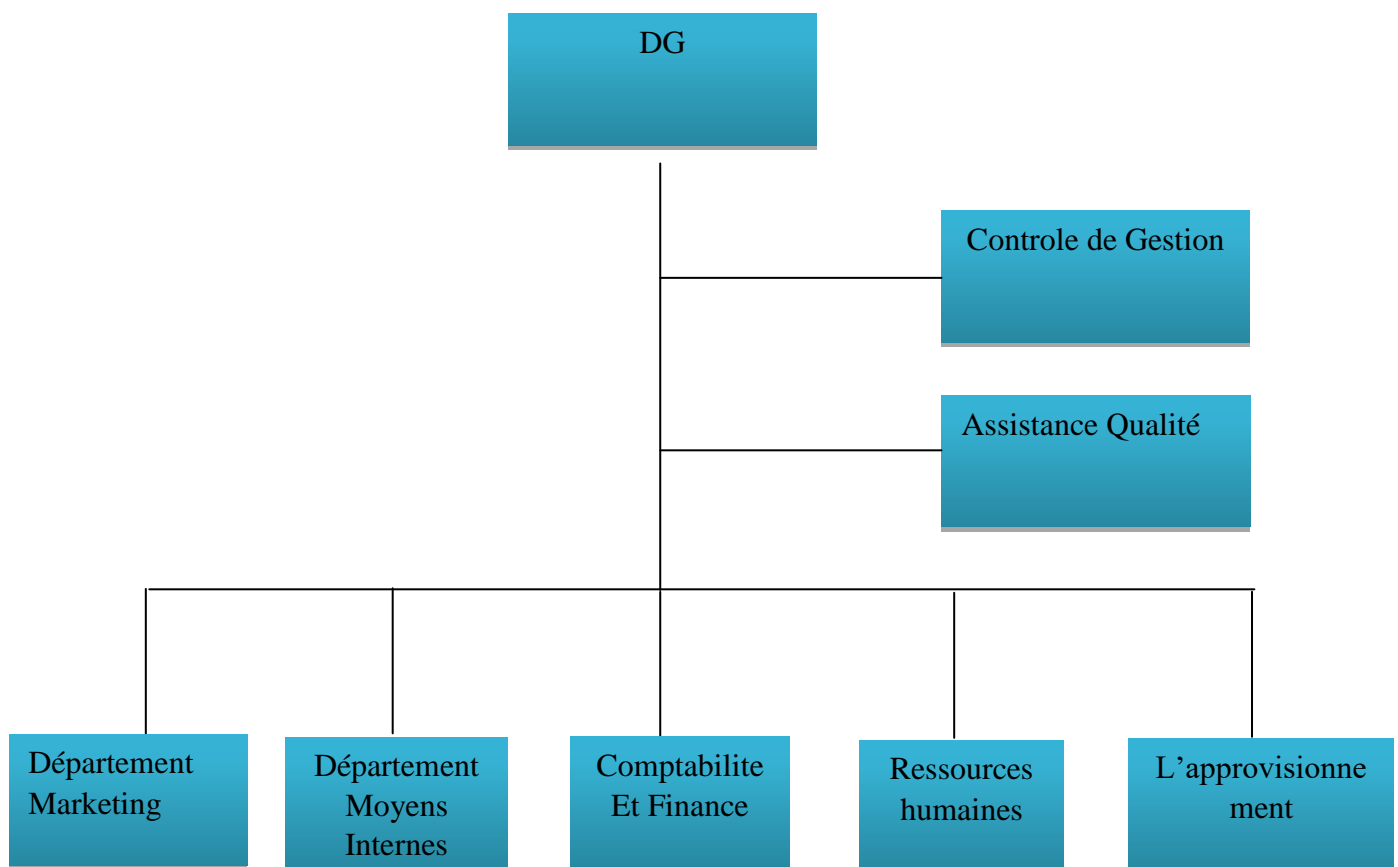 DG
Controle de Gestion
Assistance Qualité
Département
Marketing
Département
Moyens
Internes
Comptabilite
Et Finance
Ressources
humaines
L’approvisionne
ment